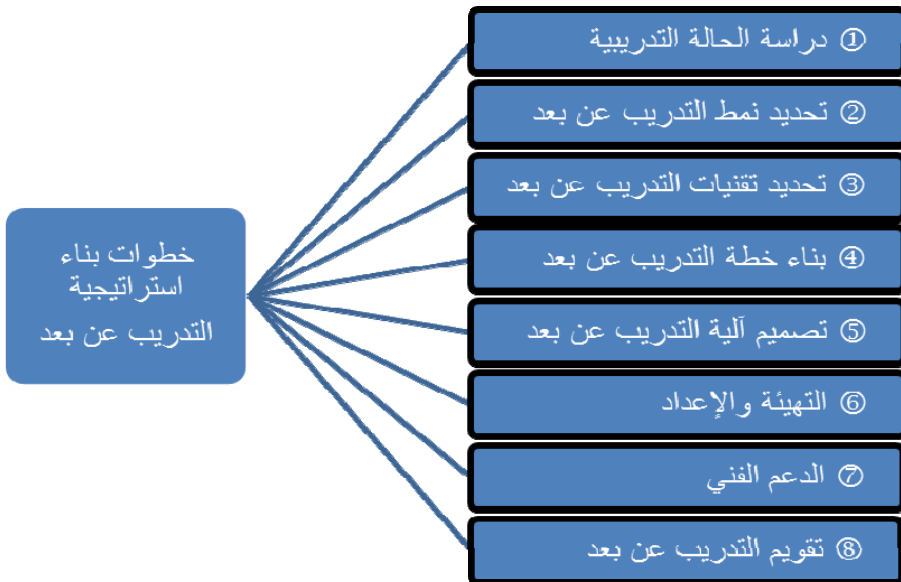 ① دراسة الحالة التدريبية
② تحديد نمط التدريب عن بعد
③ تحديد تقنيات التدريب عن بعد
④ بناء خطة التدريب عن بعد
⑤ تصميم آلية التدريب عن بعد
⑥ التهيئة والإعداد
⑦ الدعم الفني
⑧ تقويم التدريب عن بعد
خطوات بناء
استراتيجية
التدريب عن بعد